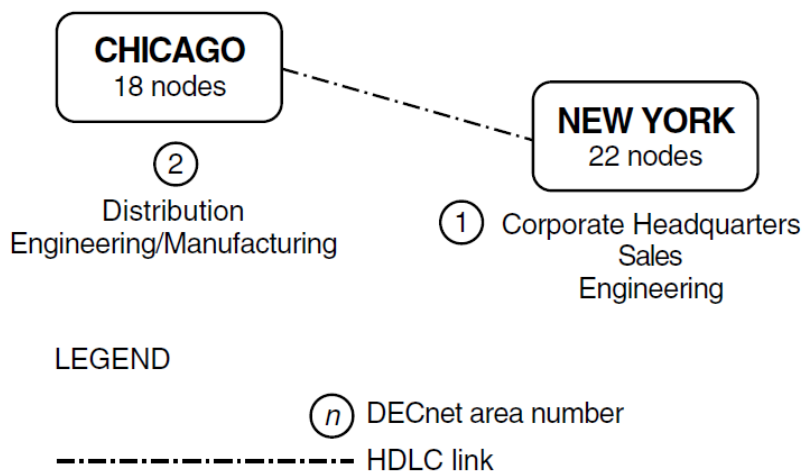 CHICAGO
18 nodes
NEW YORK
22 nodes
2
Distribution
Engineering/Manufacturing
1 Corporate Headquarters
Sales
Engineering
LEGEND
n DECnet area number
HDLC link